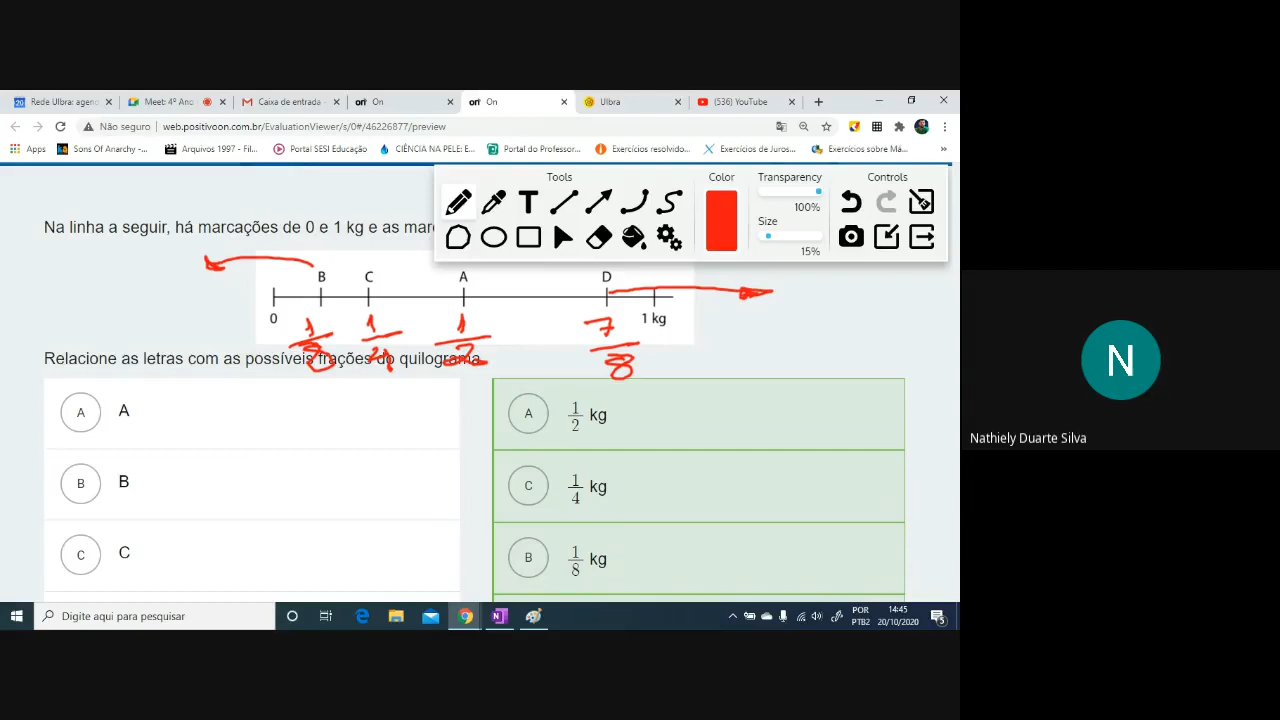 Rede Ulbra: agen
Meet: 4º Ano
Caixa de entrada -
On
On
Ulbra
(536) YouTube
Não seguro
web.positivoon.com.br/EvaluationViewer/s/0#/46226877/preview
Apps
Sons Of Anarchy -...
Arquivos 1997 - Fil...
Portal SESI Educação
CIÊNCIA NA PELE: E...
Portal do Professor...
Exercícios resolvido...
Exercícios de Juros...
Exercícios sobre Má...
»
Tools
Color
Transparency
Controls
100%
Size
15%
Na linha a seguir, há marcações de 0 e 1 kg e as marc
B C A D
0 1 kg
1/8 1/4 1/2 7/8
Relacione as letras com as possíveis frações do quilograma.
A A
B B
C C
A 1/2 kg
C 1/4 kg
B 1/8 kg
N
Nathiely Duarte Silva
Digite aqui para pesquisar
POR
PTB2
14:45
20/10/2020
5